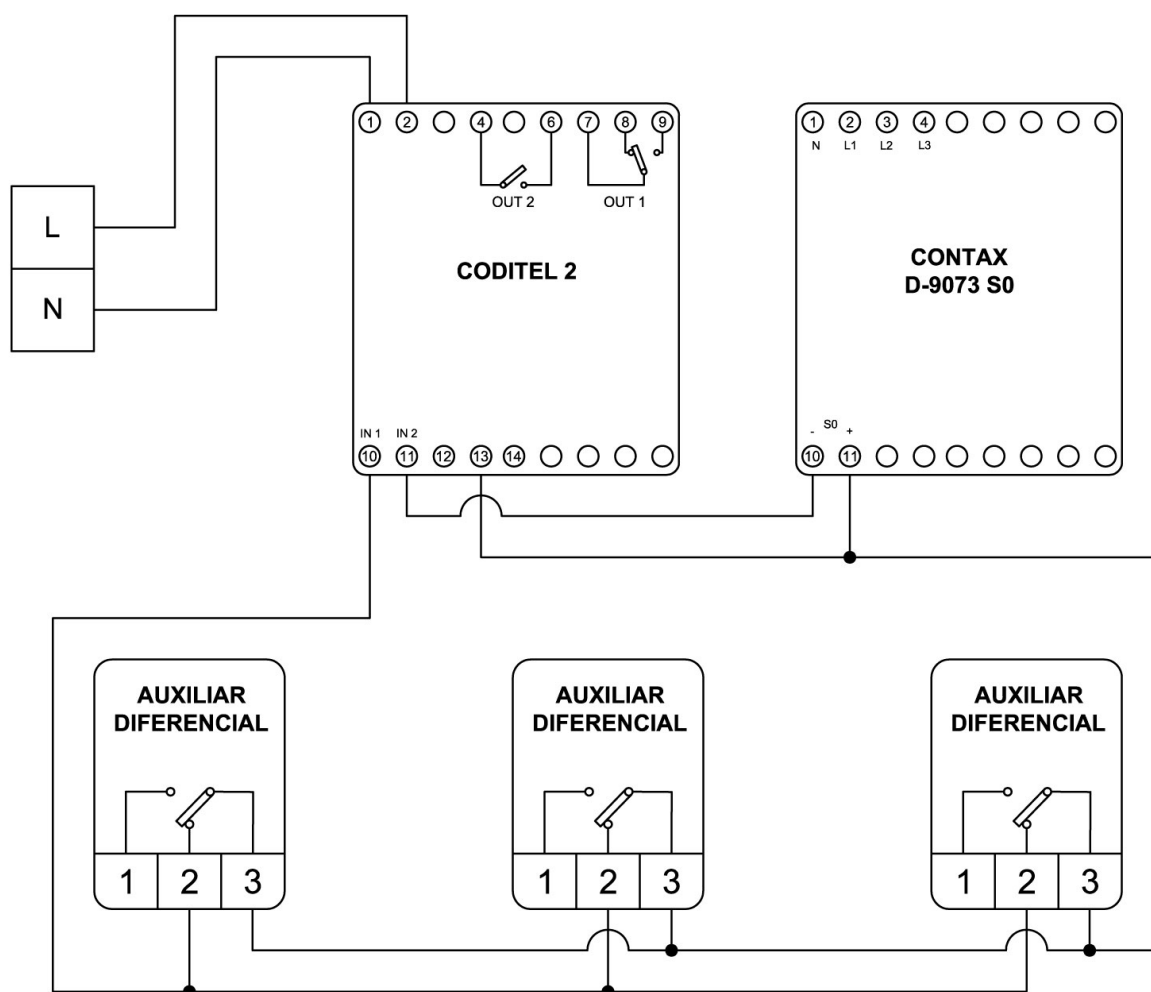 1 2 4 6 7 8 9
OUT 2 OUT 1
CODITEL 2
IN 1 IN 2
10 11 12 13 14
1 2 3 4
N L1 L2 L3
CONTAX
D-9073 S0
- S0 +
10 11
L
N
AUXILIAR
DIFERENCIAL
1 2 3
AUXILIAR
DIFERENCIAL
1 2 3
AUXILIAR
DIFERENCIAL
1 2 3